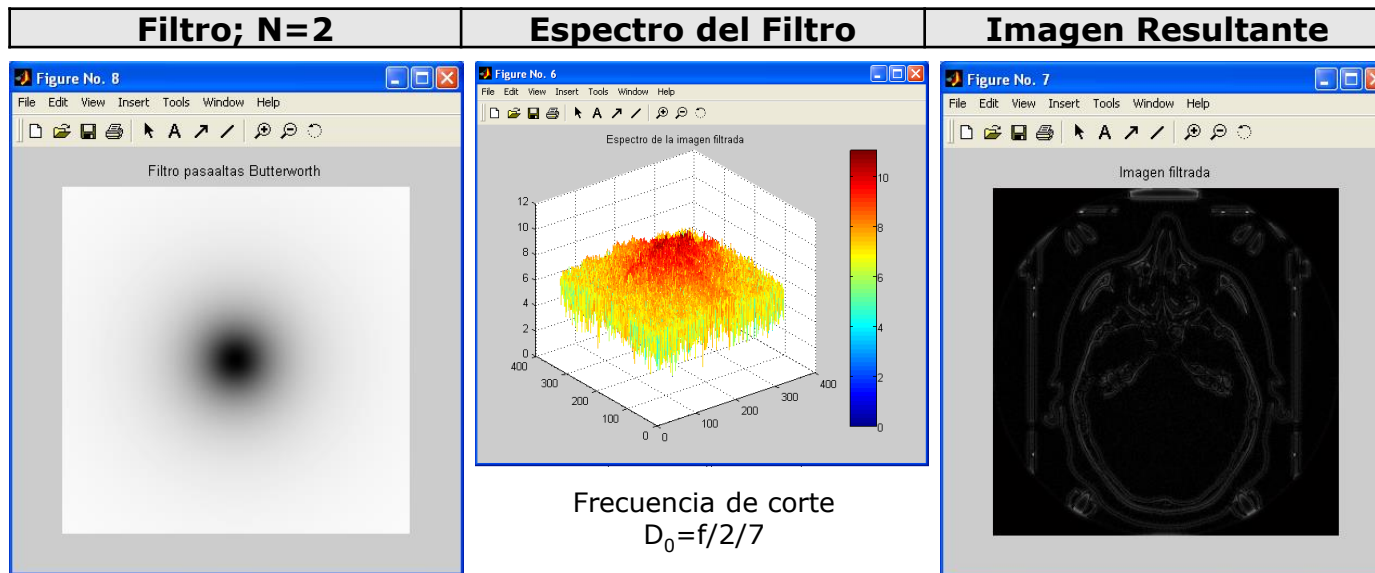 Filtro; N=2
Espectro del Filtro
Imagen Resultante
Figure No. 8
File Edit View Insert Tools Window Help
A
Filtro pasaaltas Butterworth
Figure No. 6
File Edit View Insert Tools Window Help
A
Espectro de la imagen filtrada
12
10
8
6
4
2
0
400
300
200
100
0
0
100
200
300
400
10
8
6
4
2
0
Frecuencia de corte
D₀=f/2/7
Figure No. 7
File Edit View Insert Tools Window Help
A
Imagen filtrada